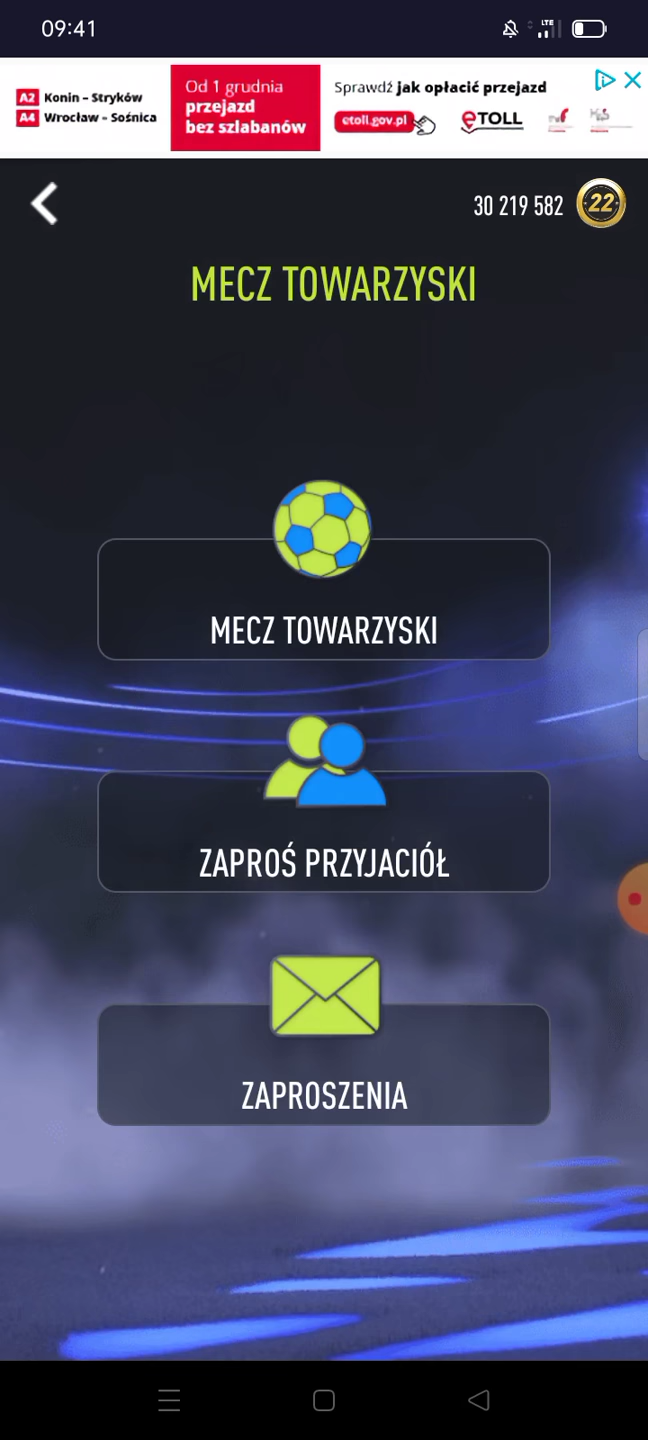 09:41
LTE
A2 Konin – Stryków
A4 Wrocław – Sośnica
Od 1 grudnia
przejazd
bez szlabanów
Sprawdź jak opłacić przejazd
etoll.gov.pl
eTOLL
30 219 582
22
MECZ TOWARZYSKI
MECZ TOWARZYSKI
ZAPROŚ PRZYJACIÓŁ
ZAPROSZENIA